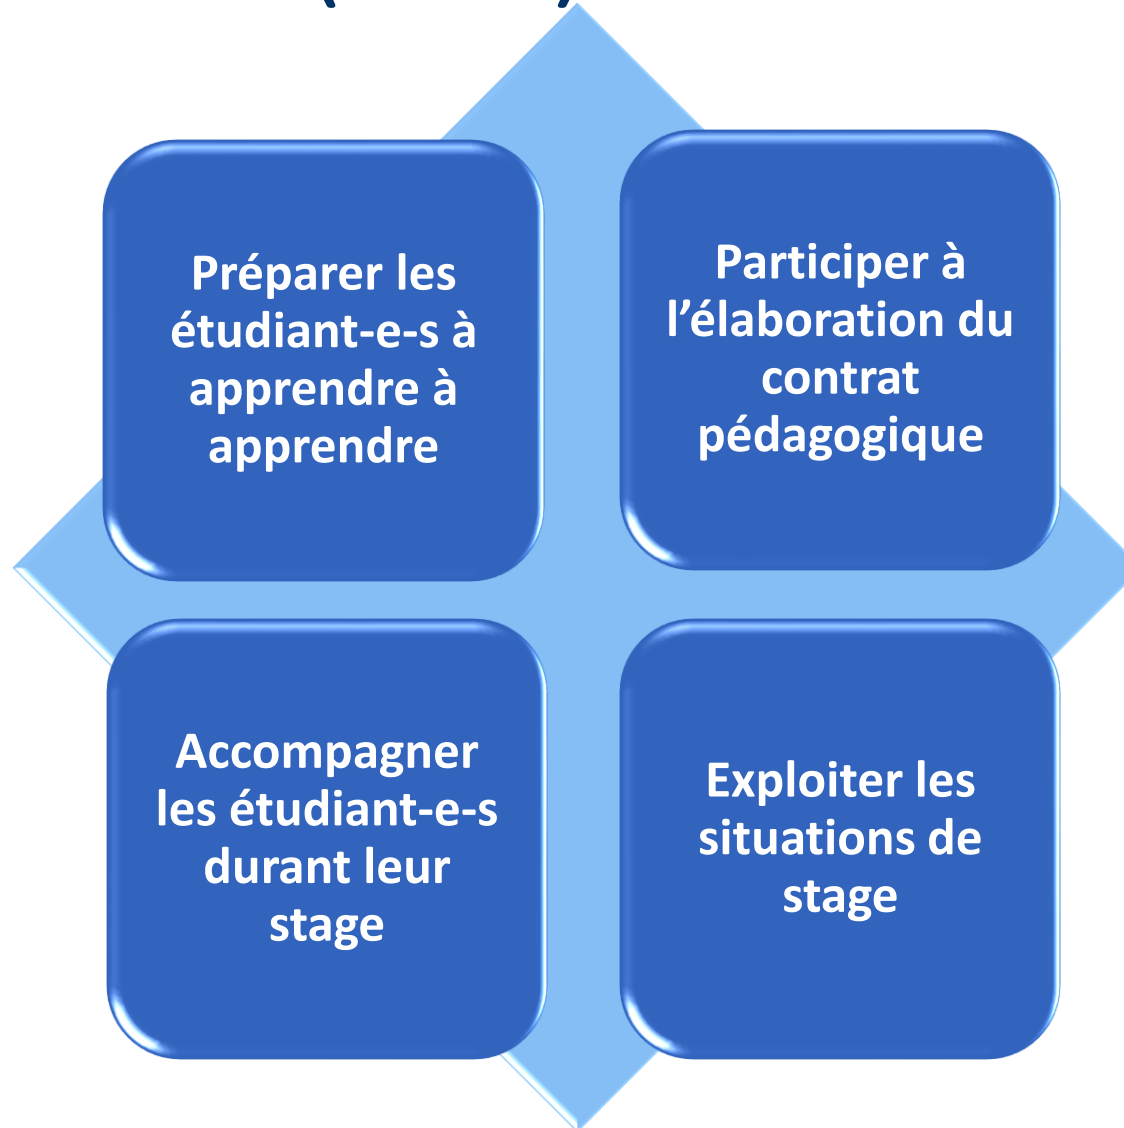 Préparer les
étudiant-e-s à
apprendre à
apprendre
Participer à
l’élaboration du
contrat
pédagogique
Accompagner
les étudiant-e-s
durant leur
stage
Exploiter les
situations de
stage